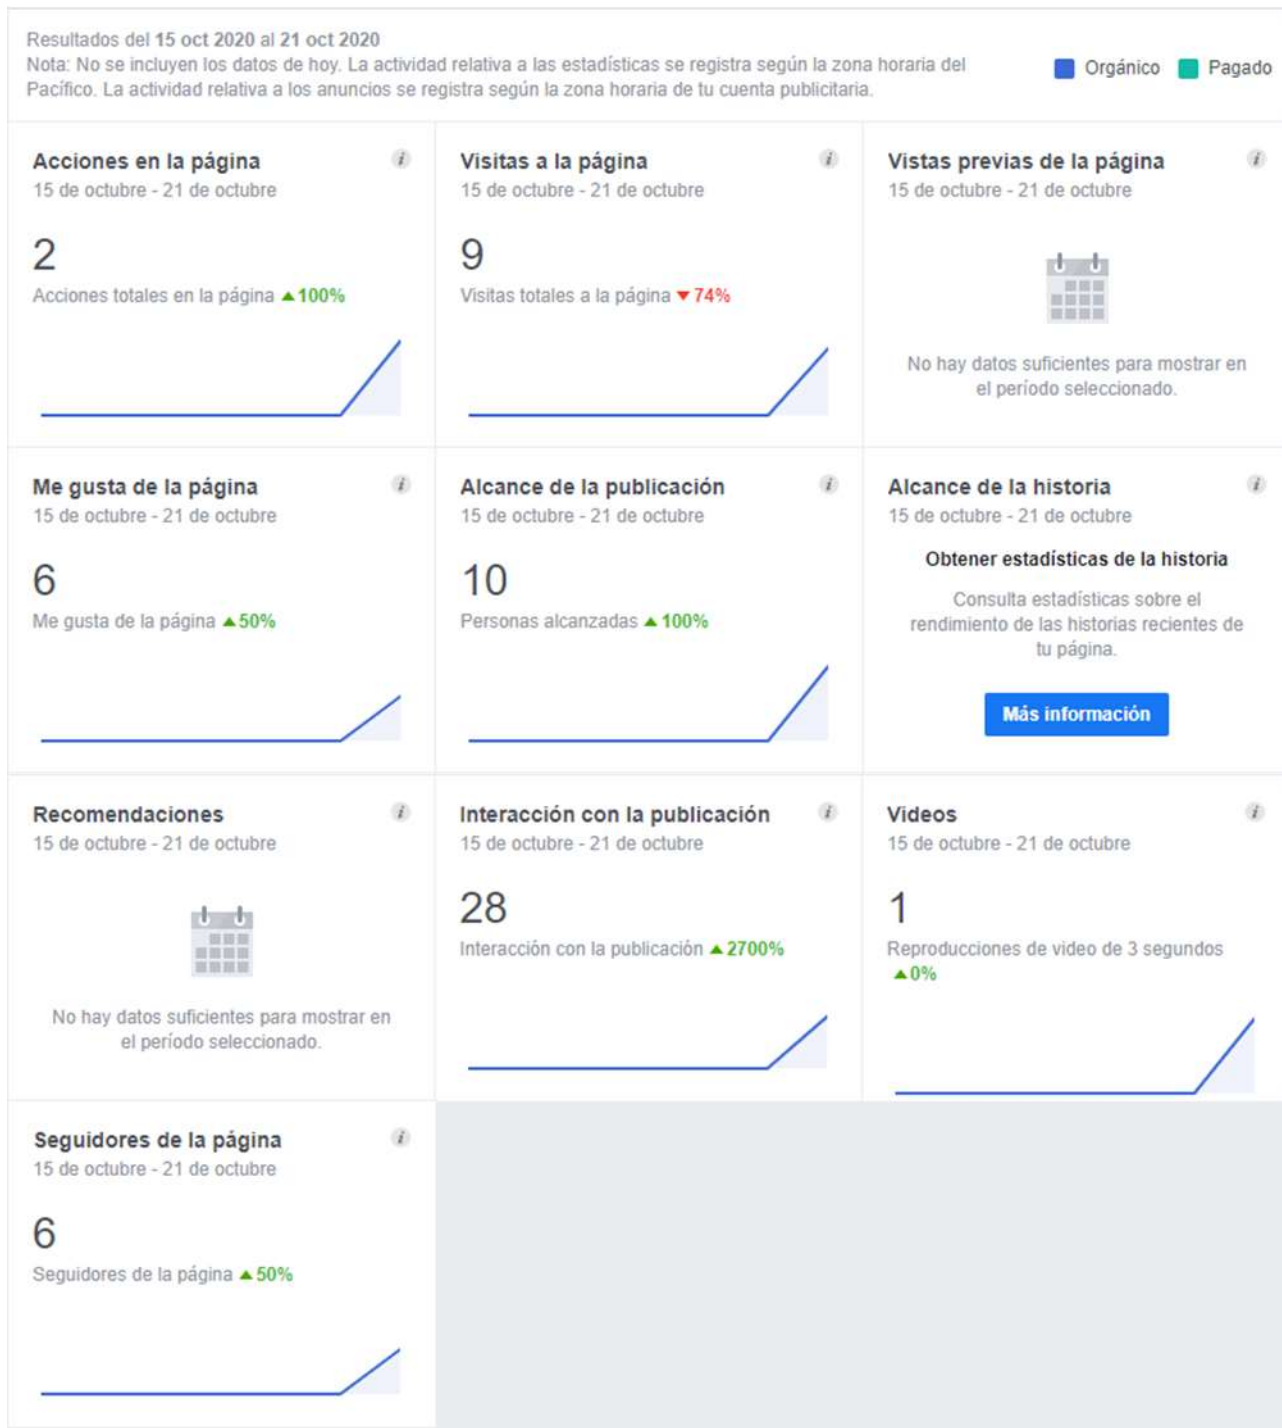 Resultados del 15 oct 2020 al 21 oct 2020
Nota: No se incluyen los datos de hoy. La actividad relativa a las estadísticas se registra según la zona horaria del
Pacífico. La actividad relativa a los anuncios se registra según la zona horaria de tu cuenta publicitaria.
Orgánico Pagado
Acciones en la página
15 de octubre - 21 de octubre
2
Acciones totales en la página ▲100%
Visitas a la página
15 de octubre - 21 de octubre
9
Visitas totales a la página ▼74%
Vistas previas de la página
15 de octubre - 21 de octubre
No hay datos suficientes para mostrar en
el período seleccionado.
Me gusta de la página
15 de octubre - 21 de octubre
6
Me gusta de la página ▲50%
Alcance de la publicación
15 de octubre - 21 de octubre
10
Personas alcanzadas ▲100%
Alcance de la historia
15 de octubre - 21 de octubre
Obtener estadísticas de la historia
Consulta estadísticas sobre el
rendimiento de las historias recientes de
tu página.
Más información
Recomendaciones
15 de octubre - 21 de octubre
No hay datos suficientes para mostrar en
el período seleccionado.
Interacción con la publicación
15 de octubre - 21 de octubre
28
Interacción con la publicación ▲2700%
Videos
15 de octubre - 21 de octubre
1
Reproducciones de video de 3 segundos
▲0%
Seguidores de la página
15 de octubre - 21 de octubre
6
Seguidores de la página ▲50%